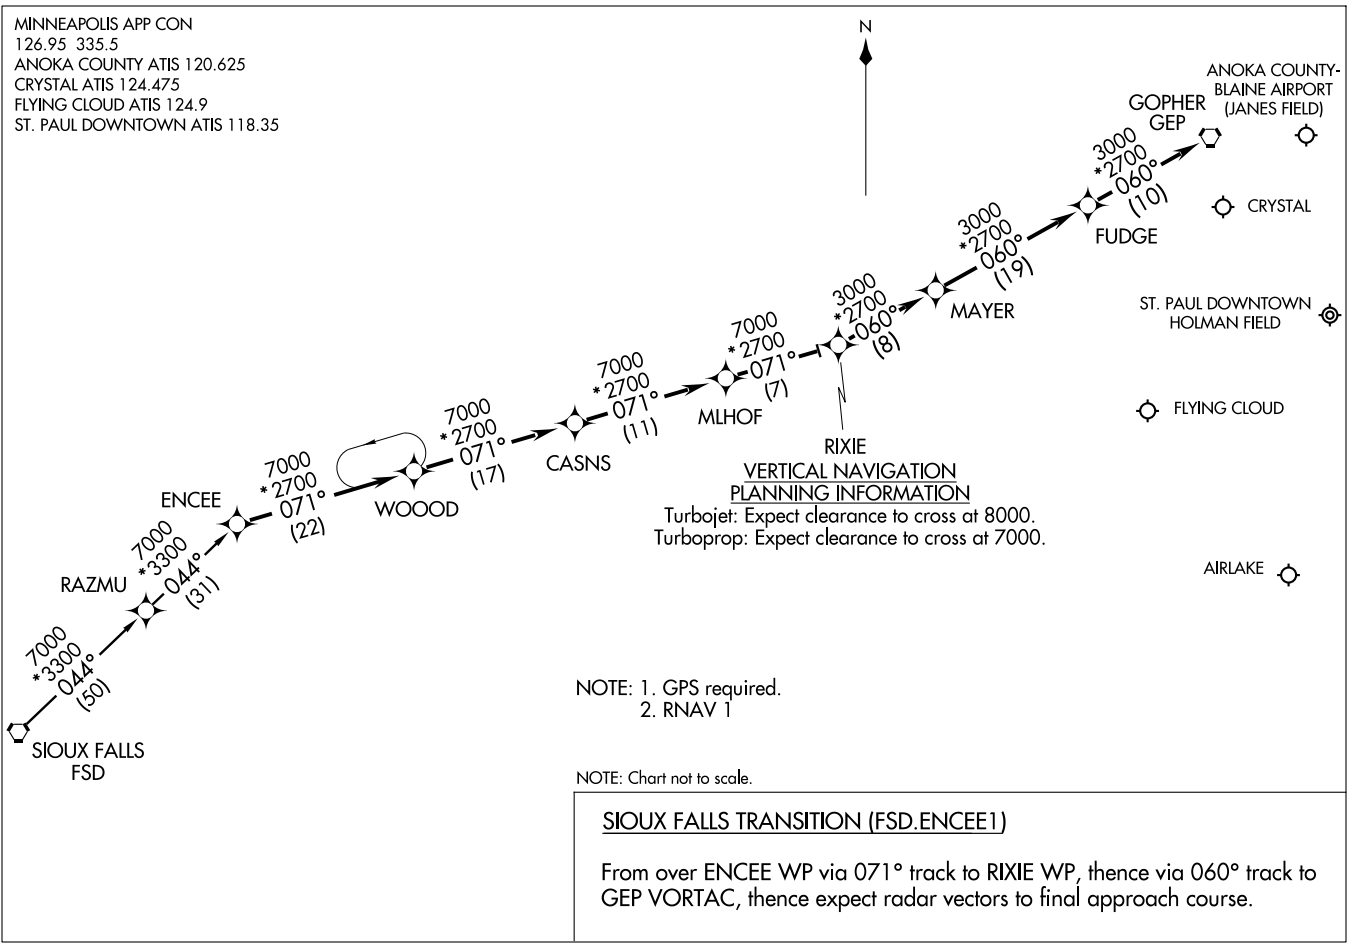 MINNEAPOLIS APP CON
126.95 335.5
ANOKA COUNTY ATIS 120.625
CRYSTAL ATIS 124.475
FLYING CLOUD ATIS 124.9
ST. PAUL DOWNTOWN ATIS 118.35
N
ANOKA COUNTY-
BLAINE AIRPORT
(JANES FIELD)
GOPHER
GEP
3000
*2700
060°
(10)
CRYSTAL
FUDGE
3000
*2700
060°
(19)
MAYER
ST. PAUL DOWNTOWN
HOLMAN FIELD
3000
*2700
060°
(8)
7000
*2700
071°
(7)
MLHOF
FLYING CLOUD
7000
*2700
071°
(11)
CASNS
7000
*2700
071°
(17)
WOOOD
RIXIE
VERTICAL NAVIGATION
PLANNING INFORMATION
Turbojet: Expect clearance to cross at 8000.
Turboprop: Expect clearance to cross at 7000.
7000
*2700
071°
(22)
ENCEE
7000
*3300
044°
(31)
RAZMU
AIRLAKE
7000
*3300
044°
(50)
SIOUX FALLS
FSD
NOTE: 1. GPS required.
2. RNAV 1
NOTE: Chart not to scale.
SIOUX FALLS TRANSITION (FSD.ENCEE1)
From over ENCEE WP via 071° track to RIXIE WP, thence via 060° track to
GEP VORTAC, thence expect radar vectors to final approach course.